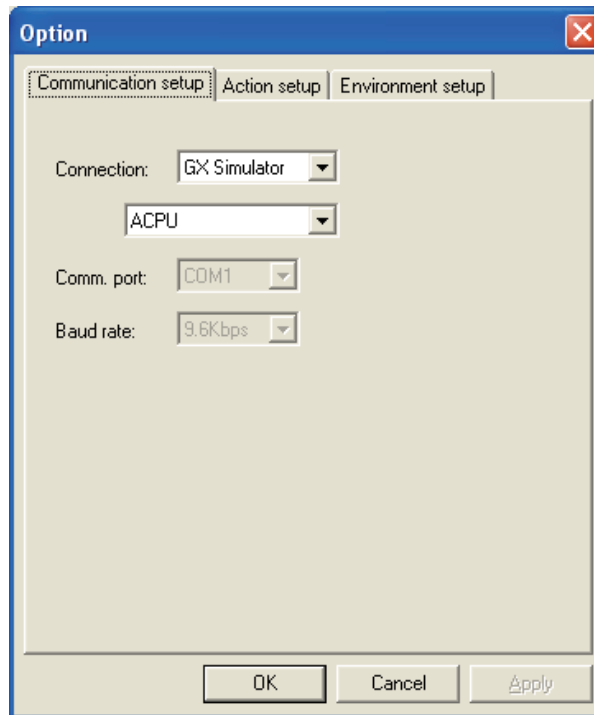 Option
Communication setup Action setup Environment setup
Connection: GX Simulator
ACPU
Comm. port: COM1
Baud rate: 9.6Kbps
OK Cancel Apply